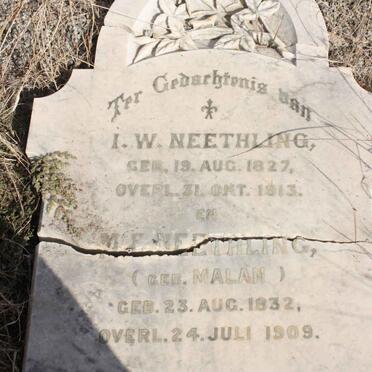 Ter Gedachtenis van
I. W. NEETHLING,
GEB. 19. AUG. 1827,
OVERL. 31. OKT. 1913.
EN
M. E. NEETHLING,
( GEB. MALAN )
GEB. 23. AUG. 1832,
OVERL. 24. JULI 1909.